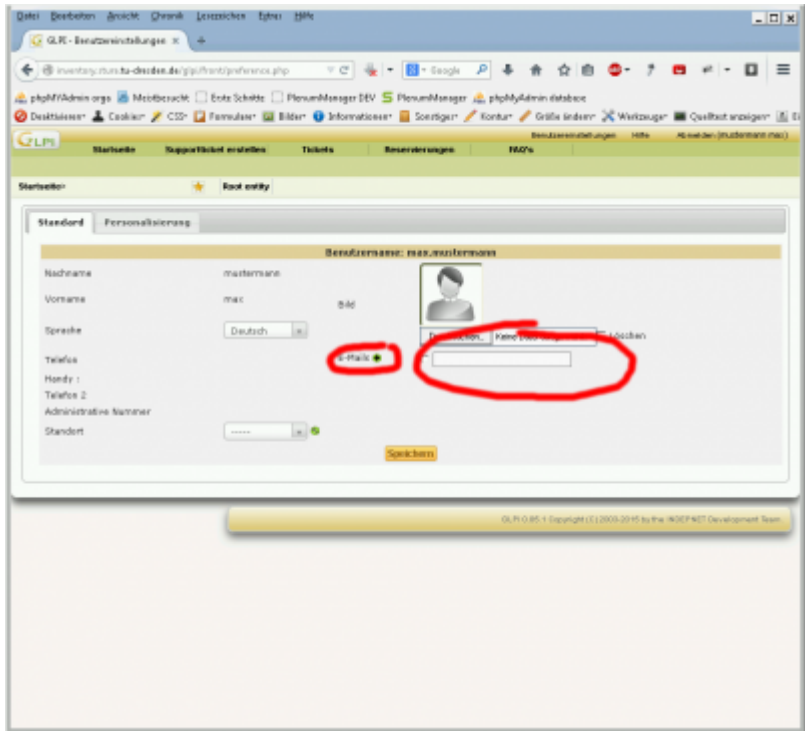 Datei Bearbeiten Ansicht Chronik Lesezeichen Extras Hilfe
GLPI - Benutzereinstellungen × +
inventory.stura.tu-dresden.de/glpi/front/preference.php Google
phpMyAdmin orga Meistbesucht Erste Schritte PlenumManager DEV PlenumManager phpMyAdmin database
Deaktivieren Cookies CSS Formulare Bilder Informationen Sonstiges Kontur Größe ändern Werkzeuge Quelltext anzeigen
GLPI
Benutzereinstellungen Hilfe Abmelden (mustermann max)
Startseite Supportticket erstellen Tickets Reservierungen FAQ's
Startseite> Root entity
Standard Personalisierung
Benutzername: max.mustermann
Nachname mustermann
Vorname max Bild
Sprache Deutsch Keine Löschen
Telefon E-Mails
Handy :
Telefon 2
Administrative Nummer
Standort -----
Speichern
GLPI 0.85.1 Copyright (C) 2003-2015 by the INDEPNET Development Team.